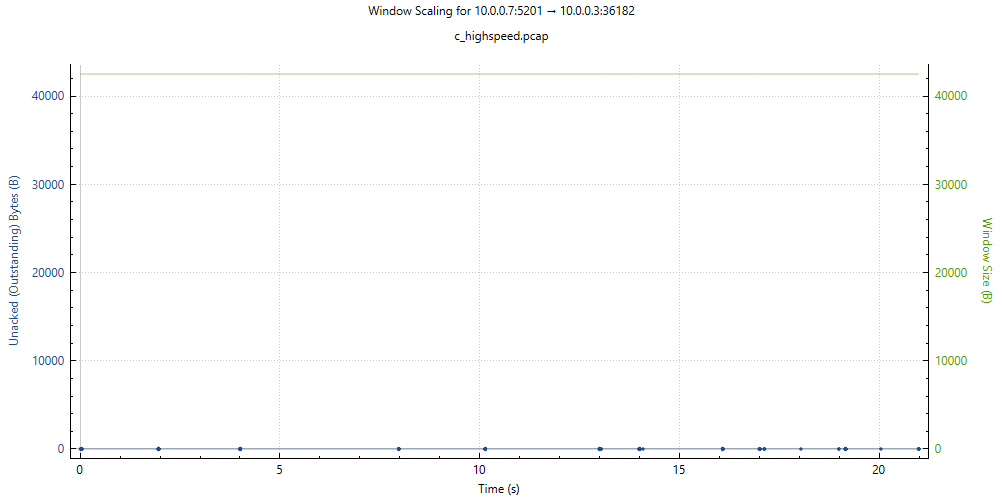 Window Scaling for 10.0.0.7:5201 → 10.0.0.3:36182
c_highspeed.pcap
Unacked (Outstanding) Bytes (B)
40000
30000
20000
10000
0
40000
30000
20000
10000
0
Window Size (B)
0 5 10 15 20
Time (s)